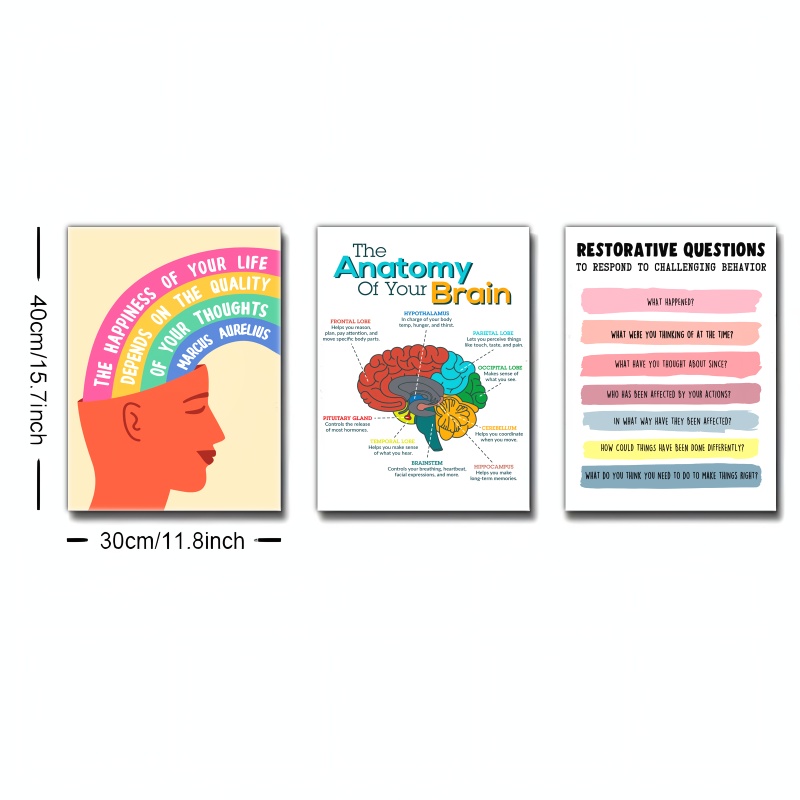 40cm/15.7inch
30cm/11.8inch
THE HAPPINESS OF YOUR LIFE
DEPENDS ON THE QUALITY
OF YOUR THOUGHTS
MARCUS AURELIUS
The
Anatomy
Of Your Brain
HYPOTHALAMUS
In charge of your body
temp, hunger, and thirst.
FRONTAL LOBE
Helps you reason,
plan, pay attention, and
move specific body parts.
PARIETAL LOBE
Lets you perceive things
like touch, taste, and pain.
OCCIPITAL LOBE
Makes sense of
what you see.
PITUITARY GLAND
Controls the release
of most hormones.
CEREBELLUM
Helps you coordinate
when you move.
TEMPORAL LOBE
Helps you make sense
of what you hear.
BRAINSTEM
Controls your breathing, heartbeat,
facial expressions, and more.
HIPPOCAMPUS
Helps you make
long-term memories.
RESTORATIVE QUESTIONS
TO RESPOND TO CHALLENGING BEHAVIOR
WHAT HAPPENED?
WHAT WERE YOU THINKING OF AT THE TIME?
WHAT HAVE YOU THOUGHT ABOUT SINCE?
WHO HAS BEEN AFFECTED BY YOUR ACTIONS?
IN WHAT WAY HAVE THEY BEEN AFFECTED?
HOW COULD THINGS HAVE BEEN DONE DIFFERENTLY?
WHAT DO YOU THINK YOU NEED TO DO TO MAKE THINGS RIGHT?